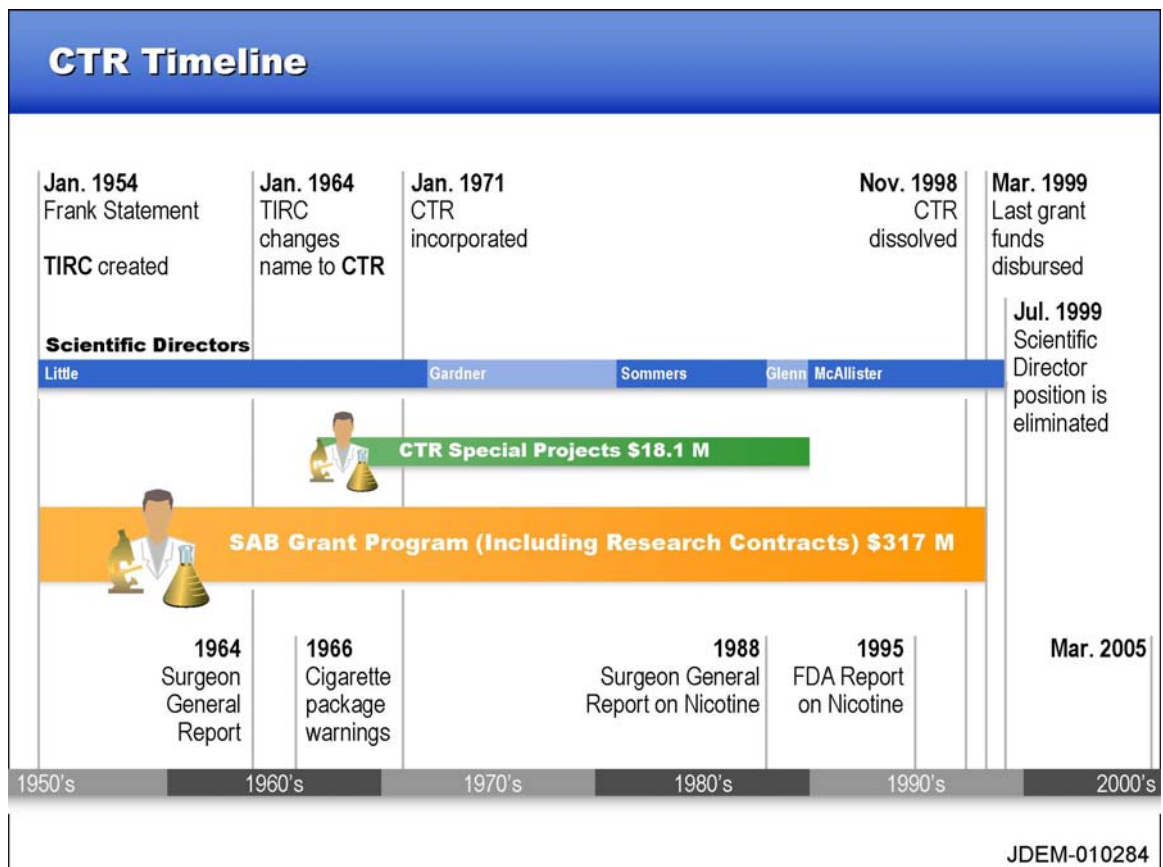 CTR Timeline
Jan. 1954
Frank Statement
TIRC created
Jan. 1964
TIRC
changes
name to CTR
Jan. 1971
CTR
incorporated
Nov. 1998
CTR
dissolved
Mar. 1999
Last grant
funds
disbursed
Jul. 1999
Scientific
Director
position is
eliminated
Scientific Directors
Little
Gardner
Sommers
Glenn
McAllister
CTR Special Projects $18.1 M
SAB Grant Program (Including Research Contracts) $317 M
1964
Surgeon
General
Report
1966
Cigarette
package
warnings
1988
Surgeon General
Report on Nicotine
1995
FDA Report
on Nicotine
Mar. 2005
1950's
1960's
1970's
1980's
1990's
2000's
JDEM-010284